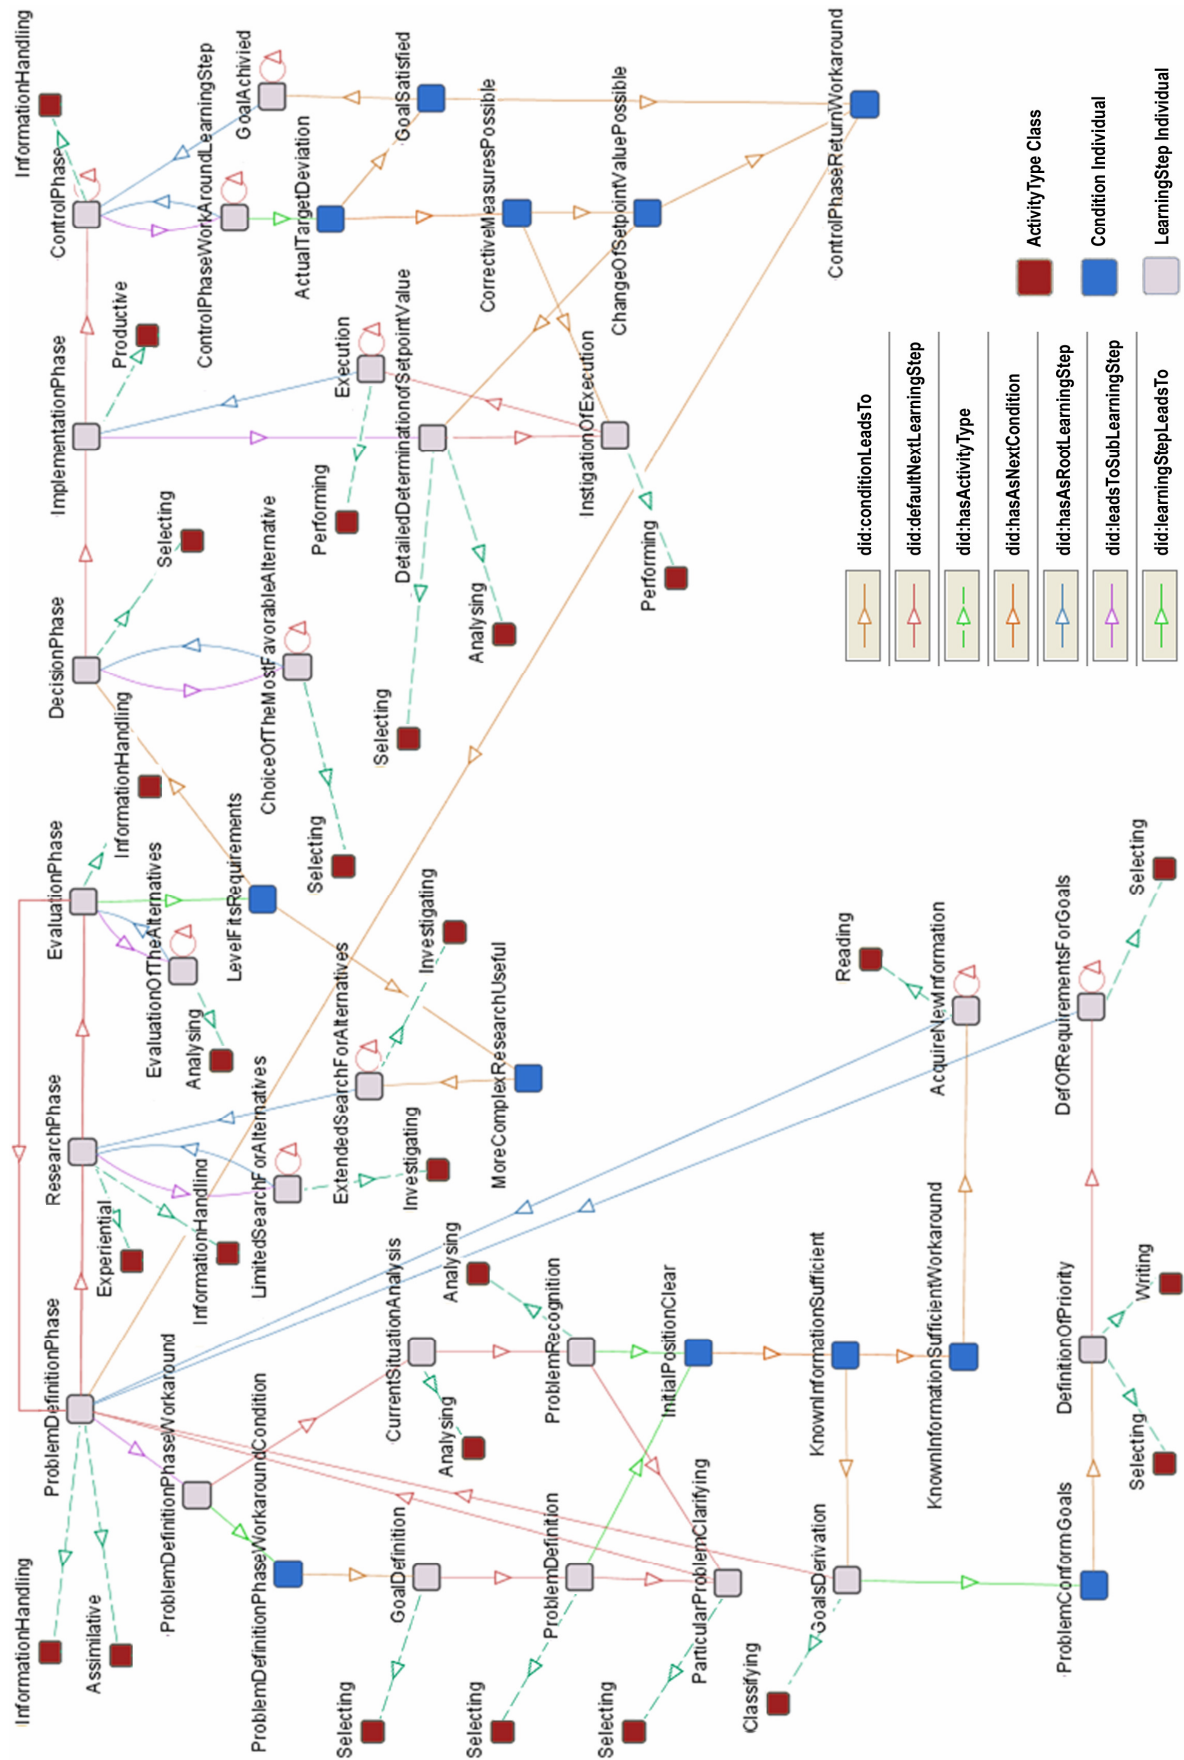 InformationHandling
Assimilative
ProblemDefinitionPhase
ProblemDefinitionPhaseWorkaround
ProblemDefinitionPhaseWorkaroundCondition
Experiential
InformationHandling
ResearchPhase
LimitedSearchForAlternatives
ExtendedSearchForAlternatives
Investigating
Investigating
MoreComplexResearchUseful
EvaluationPhase
EvaluationOfTheAlternatives
Analysing
LevelFitsRequirements
InformationHandling
DecisionPhase
Selecting
ChoiceOfTheMostFavorableAlternative
Selecting
ImplementationPhase
Productive
Execution
Performing
DetailedDeterminationofSetpointValue
Selecting
Analysing
InstigationOfExecution
Performing
ControlPhase
InformationHandling
ControlPhaseWorkAroundLearningStep
GoalAchivied
ActualTargetDeviation
GoalSatisfied
CorrectiveMeasuresPossible
ChangeOfSetpointValuePossible
ControlPhaseReturnWorkaround
GoalDefinition
Selecting
CurrentSituationAnalysis
Analysing
ProblemRecognition
Analysing
ProblemDefinition
Selecting
InitialPositionClear
ParticularProblemClarifying
Selecting
KnownInformationSufficient
GoalsDerivation
Classifying
KnownInformationSufficientWorkaround
AcquireNewInformation
Reading
ProblemConformGoals
DefinitionOfPriority
Selecting
Writing
DefOfRequirementsForGoals
Selecting
did:conditionLeadsTo
did:defaultNextLearningStep
did:hasActivityType
did:hasAsNextCondition
did:hasAsRootLearningStep
did:leadsToSubLearningStep
did:learningStepLeadsTo
ActivityType Class
Condition Individual
LearningStep Individual